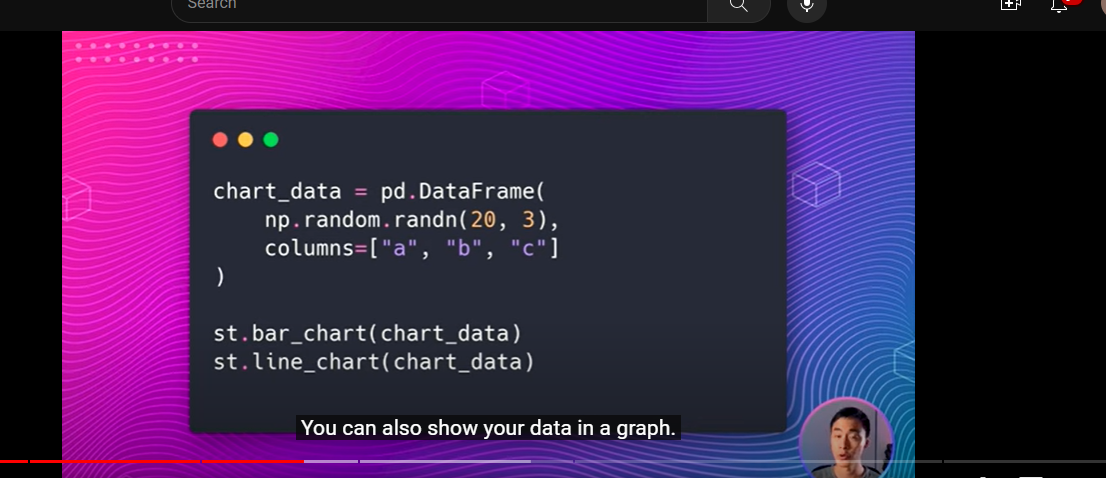 Search
chart_data = pd.DataFrame(
    np.random.randn(20, 3),
    columns=["a", "b", "c"]
)
st.bar_chart(chart_data)
st.line_chart(chart_data)
You can also show your data in a graph.